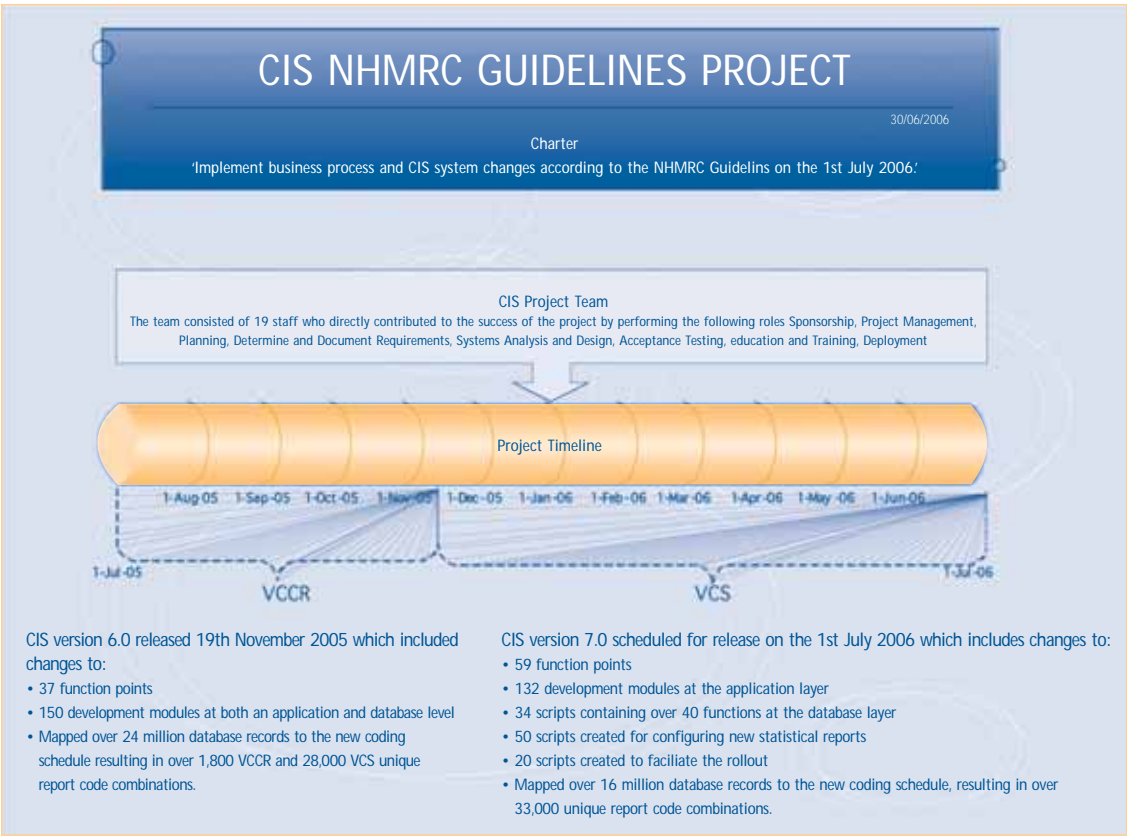 CIS NHMRC GUIDELINES PROJECT
30/06/2006
Charter
'Implement business process and CIS system changes according to the NHMRC Guidelins on the 1st July 2006.'
CIS Project Team
The team consisted of 19 staff who directly contributed to the success of the project by performing the following roles Sponsorship, Project Management,
Planning, Determine and Document Requirements, Systems Analysis and Design, Acceptance Testing, education and Training, Deployment
Project Timeline
1-Aug-05 1-Sep-05 1-Oct-05 1-Nov-05 1-Dec-05 1-Jan-06 1-Feb-06 1-Mar-06 1-Apr-06 1-May-06 1-Jun-06
1-Jul-05 1-Jul-06
VCCR VCS
CIS version 6.0 released 19th November 2005 which included
changes to:
• 37 function points
• 150 development modules at both an application and database level
• Mapped over 24 million database records to the new coding
schedule resulting in over 1,800 VCCR and 28,000 VCS unique
report code combinations.
CIS version 7.0 scheduled for release on the 1st July 2006 which includes changes to:
• 59 function points
• 132 development modules at the application layer
• 34 scripts containing over 40 functions at the database layer
• 50 scripts created for configuring new statistical reports
• 20 scripts created to faciliate the rollout
• Mapped over 16 million database records to the new coding schedule, resulting in over
33,000 unique report code combinations.